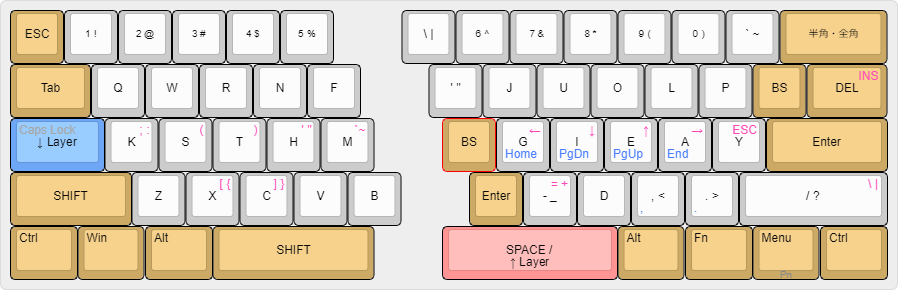 ESC 1 ! 2 @ 3 # 4 $ 5 % \ | 6 ^ 7 & 8 * 9 ( 0 ) ` ~ 半角・全角
INS
Tab Q W R N F ' " J U O L P BS DEL
Caps Lock ; : ( ) ' " ` ~ ← ↓ ↑ → ESC
↓ Layer K S T H M BS G I E A Y Enter
Home PgDn PgUp End
[ { ] } = + \ |
SHIFT Z X C V B Enter - _ D , < . > / ?
, .
Ctrl Win Alt Alt Fn Menu Ctrl
SHIFT SPACE /
↑ Layer
Pn